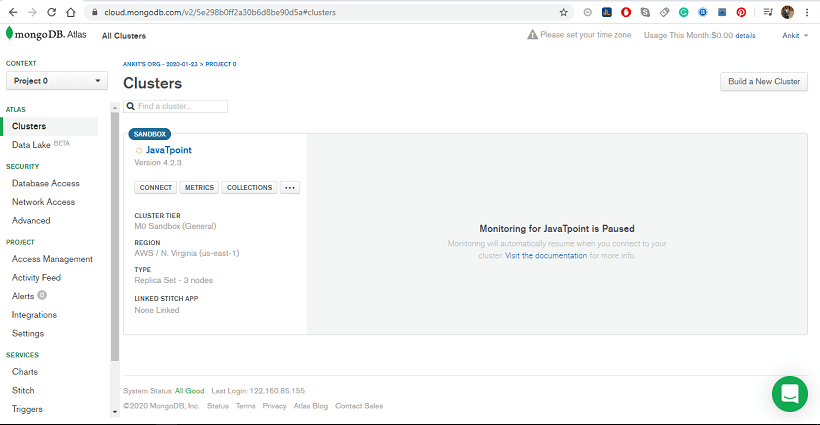 cloud.mongodb.com/v2/5e298b0ff2a30b6d8be90d5a#clusters
mongoDB. Atlas
All Clusters
Please set your time zone
Usage This Month:$0.00 details
Ankit
CONTEXT
Project 0
ATLAS
Clusters
Data Lake BETA
SECURITY
Database Access
Network Access
Advanced
PROJECT
Access Management
Activity Feed
Alerts 0
Integrations
Settings
SERVICES
Charts
Stitch
Triggers
ANKIT'S ORG - 2020-01-23 > PROJECT 0
Clusters
Build a New Cluster
Find a cluster...
SANDBOX
JavaTpoint
Version 4.2.3
CONNECT METRICS COLLECTIONS ...
CLUSTER TIER
M0 Sandbox (General)
REGION
AWS / N. Virginia (us-east-1)
TYPE
Replica Set - 3 nodes
LINKED STITCH APP
None Linked
Monitoring for JavaTpoint is Paused
Monitoring will automatically resume when you connect to your
cluster. Visit the documentation for more info.
System Status: All Good Last Login: 122.160.85.155
©2020 MongoDB, Inc. Status Terms Privacy Atlas Blog Contact Sales